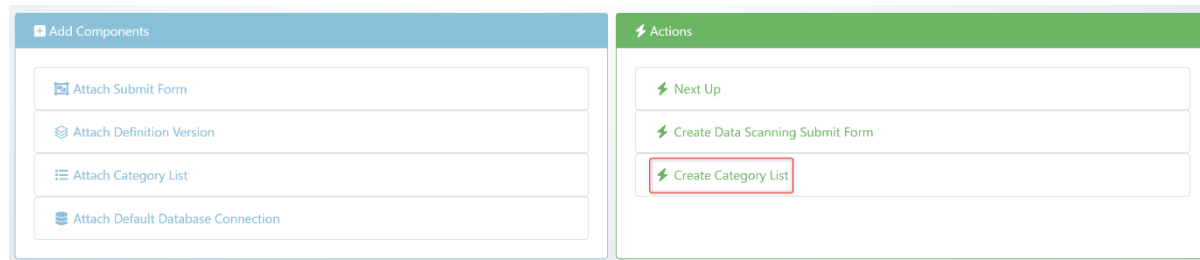 Add Components
Attach Submit Form
Attach Definition Version
Attach Category List
Attach Default Database Connection
Actions
Next Up
Create Data Scanning Submit Form
Create Category List